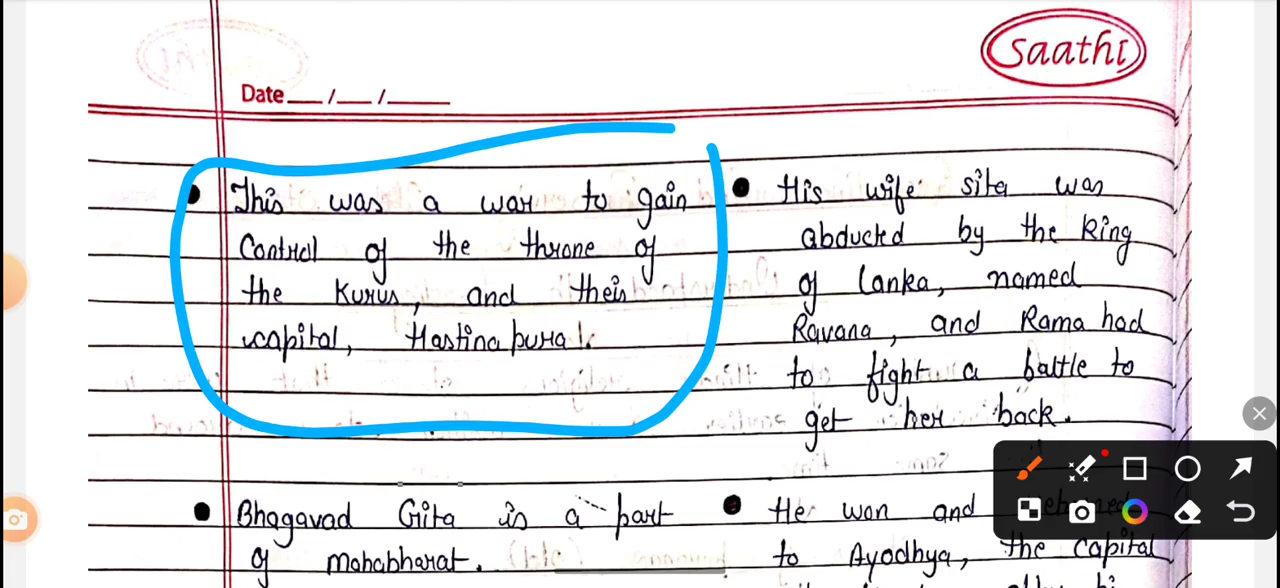 saathi
Date __/__/____
• This was a war to gain
control of the throne of
the Kurus, and their
capital, Hastinapura.
• Bhagavad Gita is a part
of mahabharat.
• His wife sita was
abducted by the King
of Lanka, named
Ravana, and Rama had
to fight a battle to
get her back.
• He won and
to Ayodhya, the capital